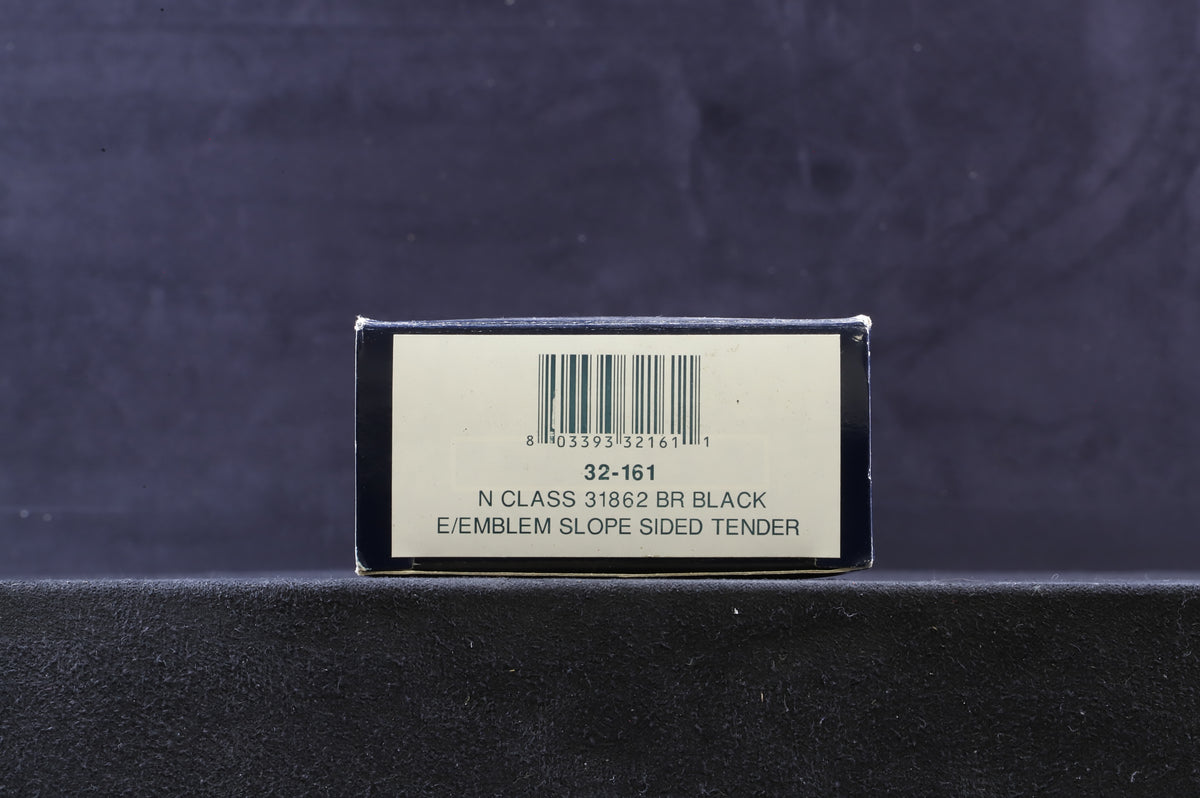 8 03393 32161 1
32-161
N CLASS 31862 BR BLACK
E/EMBLEM SLOPE SIDED TENDER